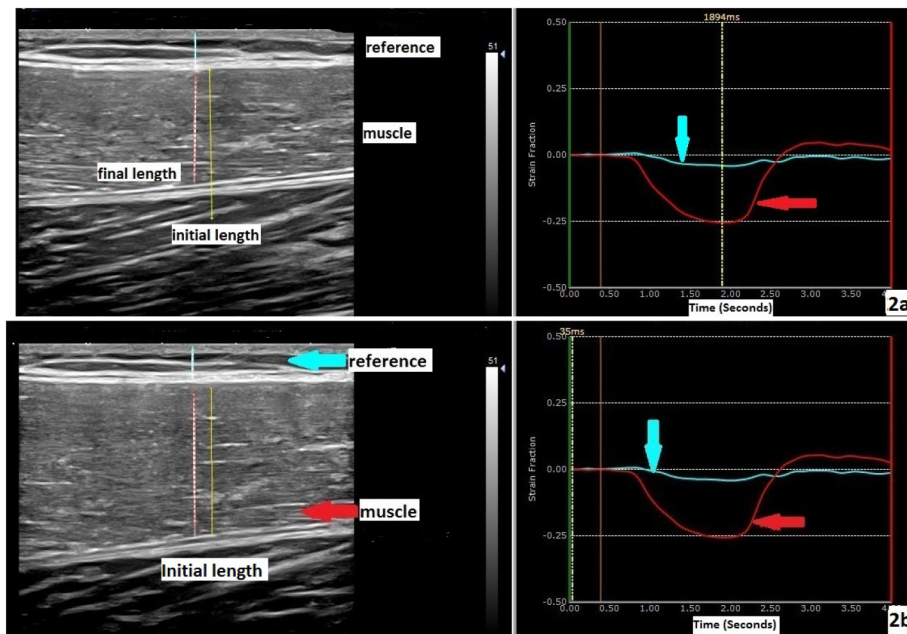 reference
51
muscle
final length
initial length
1894ms
0.50
0.25
0.00
-0.25
-0.50
Strain Fraction
0.00
0.50
1.00
1.50
2.00
2.50
3.00
3.50
Time (Seconds)
2a
reference
51
muscle
Initial length
35ms
0.50
0.25
0.00
-0.25
-0.50
Strain Fraction
0.00
0.50
1.00
1.50
2.00
2.50
3.00
3.50
Time (Seconds)
2b